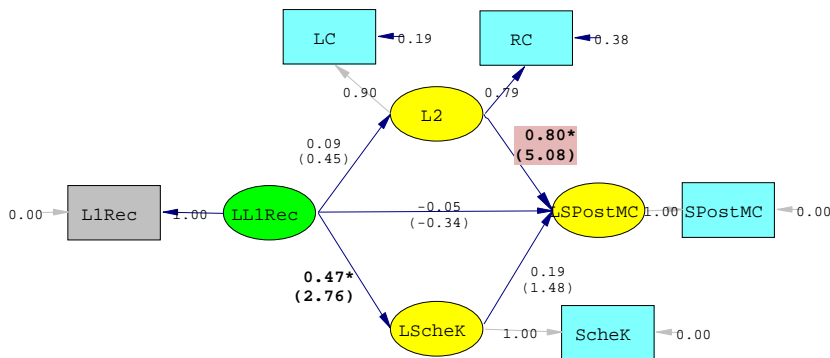 LC
0.19
RC
0.38
0.90
0.79
L2
0.80*
(5.08)
0.09
(0.45)
0.00
L1Rec
1.00
LL1Rec
-0.05
(-0.34)
LSPostMC
1.00
SPostMC
0.00
0.47*
(2.76)
0.19
(1.48)
LScheK
1.00
ScheK
0.00